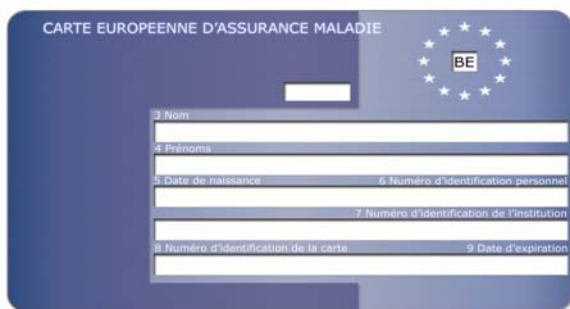 CARTE EUROPEENNE D'ASSURANCE MALADIE
BE
3 Nom
4 Prénoms
5 Date de naissance 6 Numéro d'identification personnel
7 Numéro d'identification de l'institution
8 Numéro d'identification de la carte 9 Date d'expiration